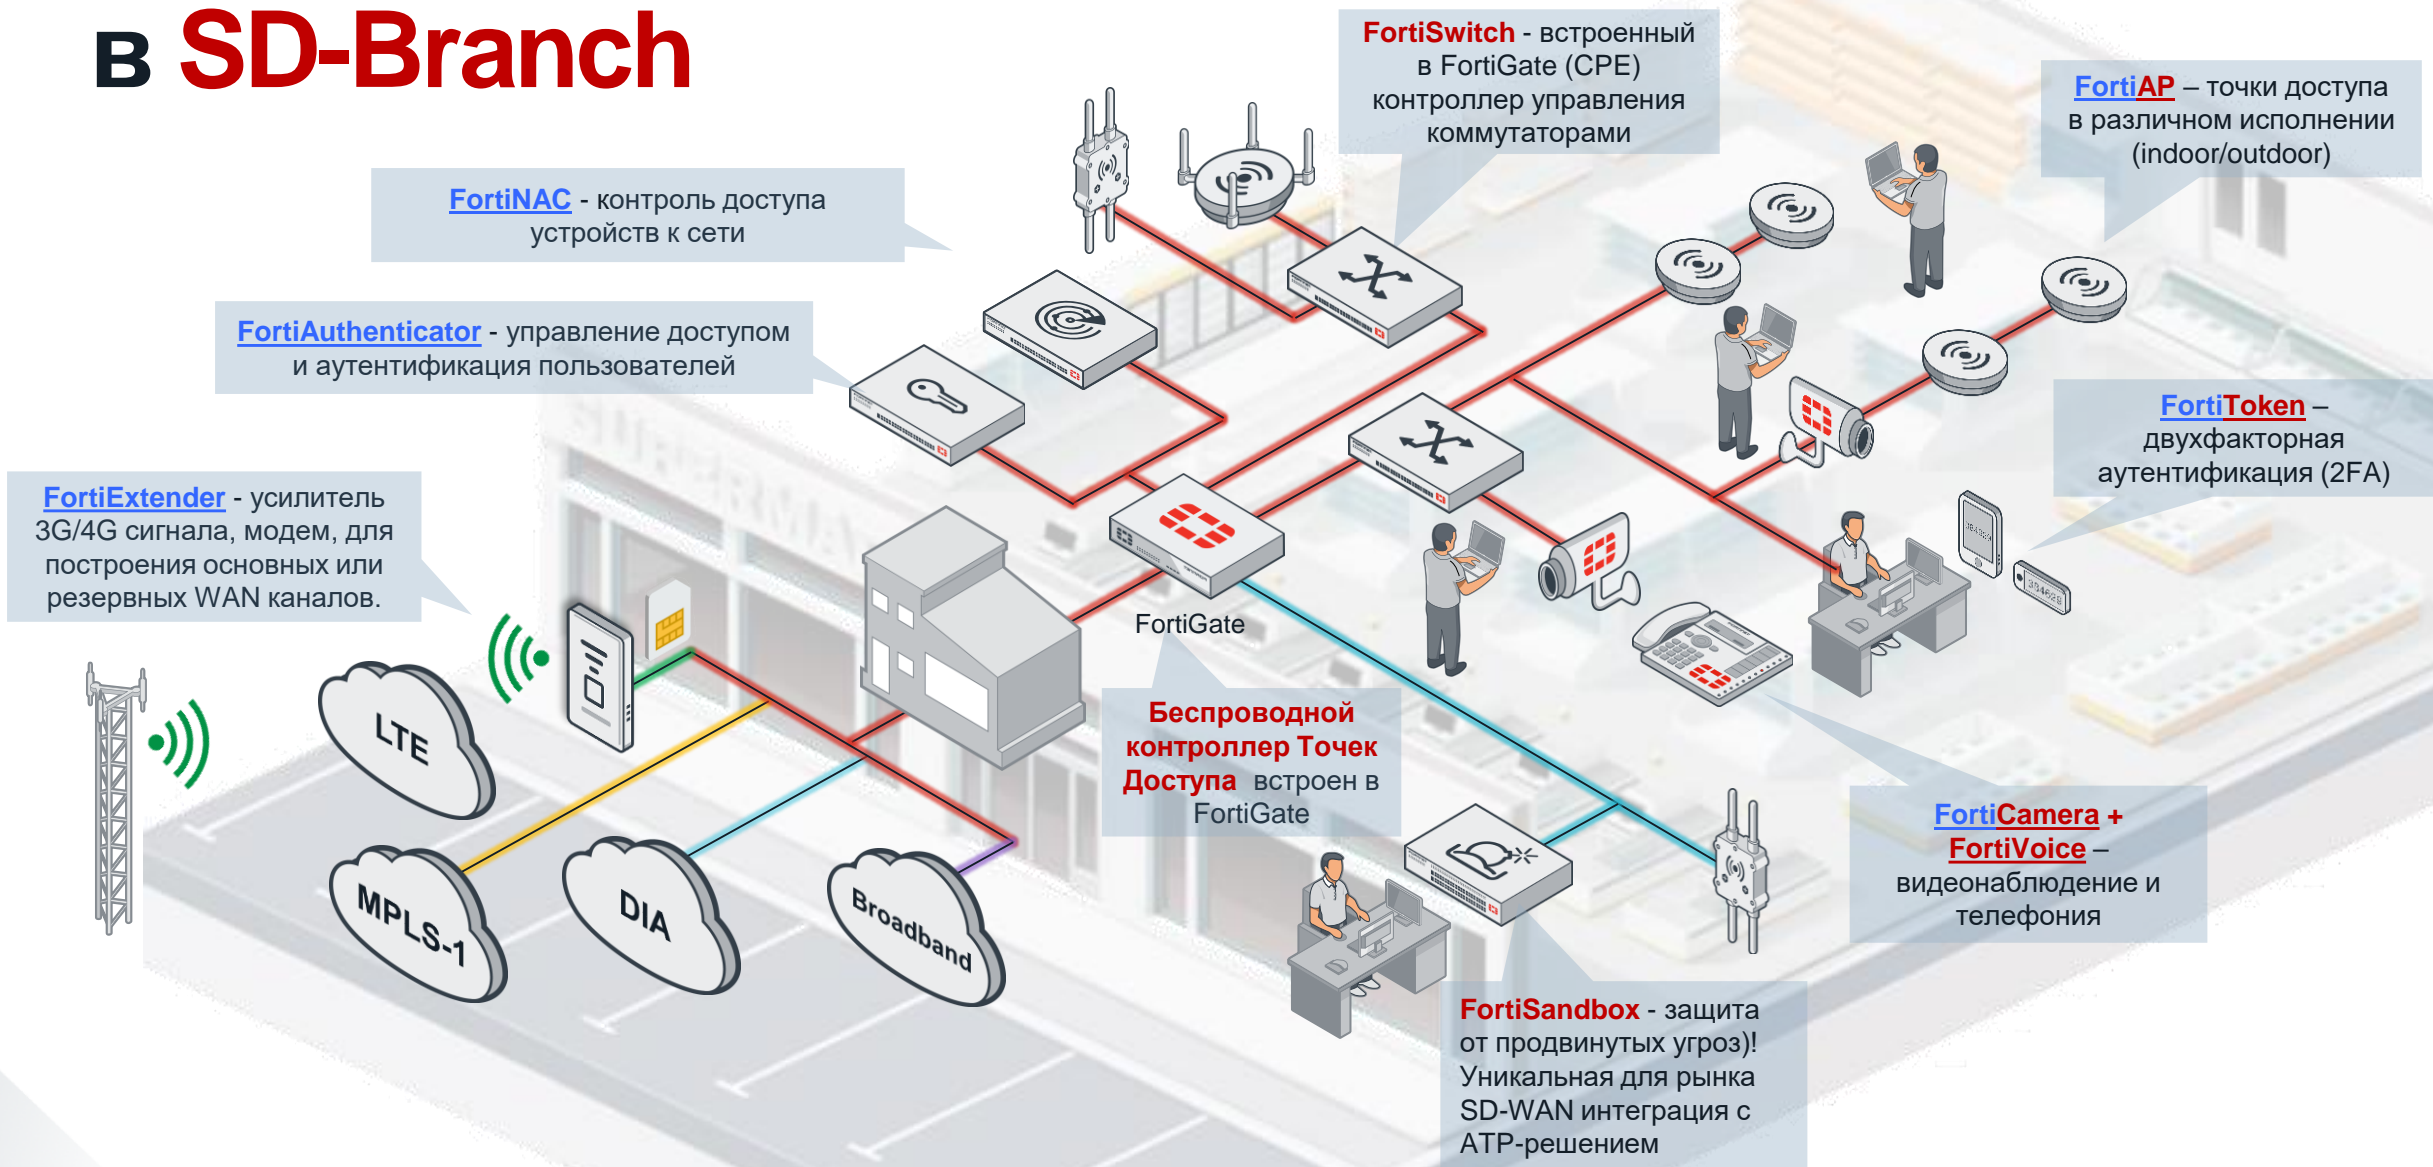 в SD-Branch
FortiSwitch - встроенный
в FortiGate (CPE)
контроллер управления
коммутаторами
FortiAP – точки доступа
в различном исполнении
(indoor/outdoor)
FortiNAC - контроль доступа
устройств к сети
FortiAuthenticator - управление доступом
и аутентификация пользователей
FortiToken –
двухфакторная
аутентификация (2FA)
FortiExtender - усилитель
3G/4G сигнала, модем, для
построения основных или
резервных WAN каналов.
FortiGate
Беспроводной
контроллер Точек
Доступа встроен в
FortiGate
LTE
MPLS-1
DIA
Broadband
FortiCamera +
FortiVoice –
видеонаблюдение и
телефония
FortiSandbox - защита
от продвинутых угроз)!
Уникальная для рынка
SD-WAN интеграция с
ATP-решением